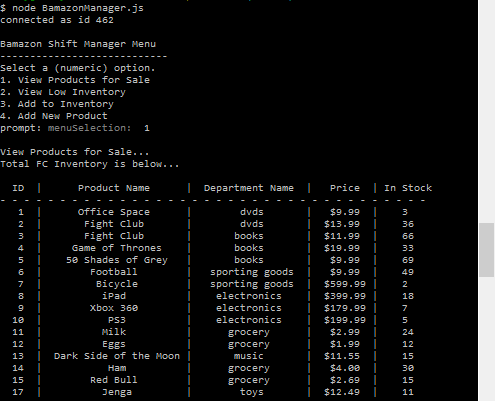 $ node BamazonManager.js
connected as id 462
Bamazon Shift Manager Menu
----------------------------
Select a (numeric) option.
1. View Products for Sale
2. View Low Inventory
3. Add to Inventory
4. Add New Product
prompt: menuSelection:  1
View Products for Sale...
Total FC Inventory is below...
ID | Product Name | Department Name | Price | In Stock
- - - - - - - - - - - - - - - - - - - - - - - - - - - - - - - - - - - -
1 | Office Space | dvds | $9.99 | 3
2 | Fight Club | dvds | $13.99 | 36
3 | Fight Club | books | $11.99 | 66
4 | Game of Thrones | books | $19.99 | 33
5 | 50 Shades of Grey | books | $9.99 | 69
6 | Football | sporting goods | $9.99 | 49
7 | Bicycle | sporting goods | $599.99 | 2
8 | iPad | electronics | $399.99 | 18
9 | Xbox 360 | electronics | $179.99 | 7
10 | PS3 | electronics | $199.99 | 5
11 | Milk | grocery | $2.99 | 24
12 | Eggs | grocery | $1.99 | 12
13 | Dark Side of the Moon | music | $11.55 | 15
14 | Ham | grocery | $4.00 | 30
15 | Red Bull | grocery | $2.69 | 15
17 | Jenga | toys | $12.49 | 11